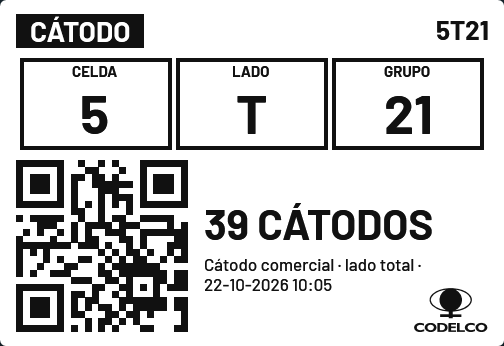 CÁTODO
5T21
CELDA
5
LADO
T
GRUPO
21
39 CÁTODOS
Cátodo comercial · lado total ·
22-10-2026 10:05
CODELCO